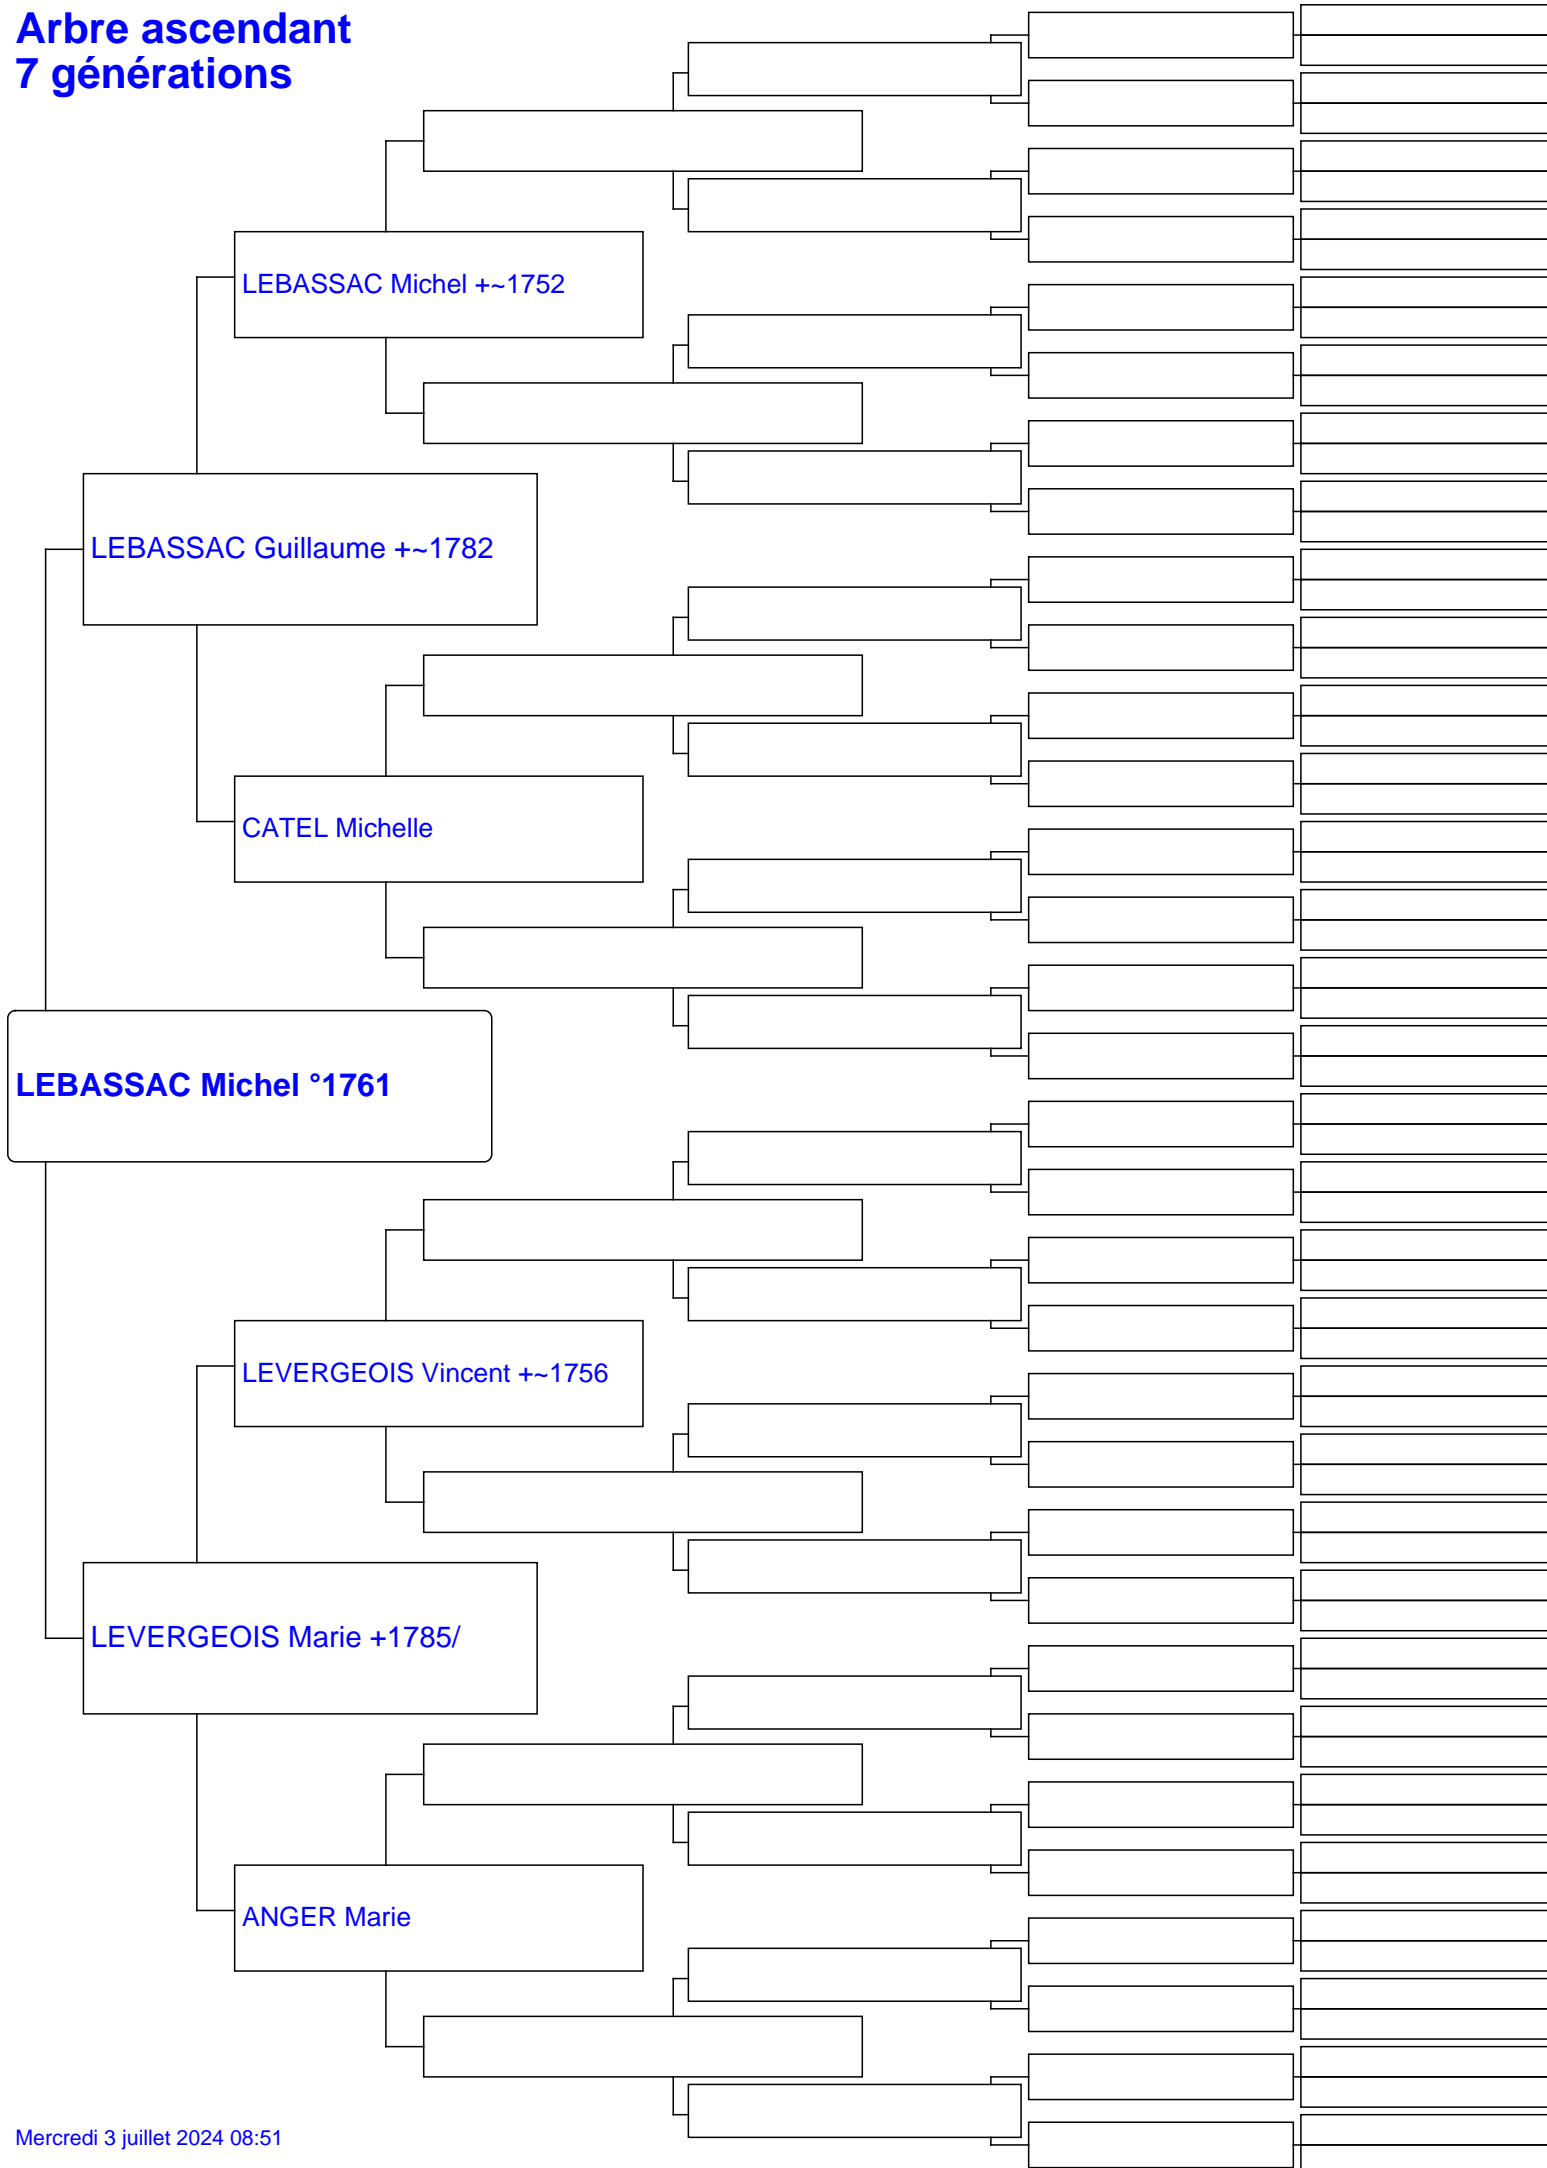 Arbre ascendant
7 générations
LEBASSAC Michel +~1752
LEBASSAC Guillaume +~1782
CATEL Michelle
LEBASSAC Michel °1761
LEVERGEOIS Vincent +~1756
LEVERGEOIS Marie +1785/
ANGER Marie
Mercredi 3 juillet 2024 08:51